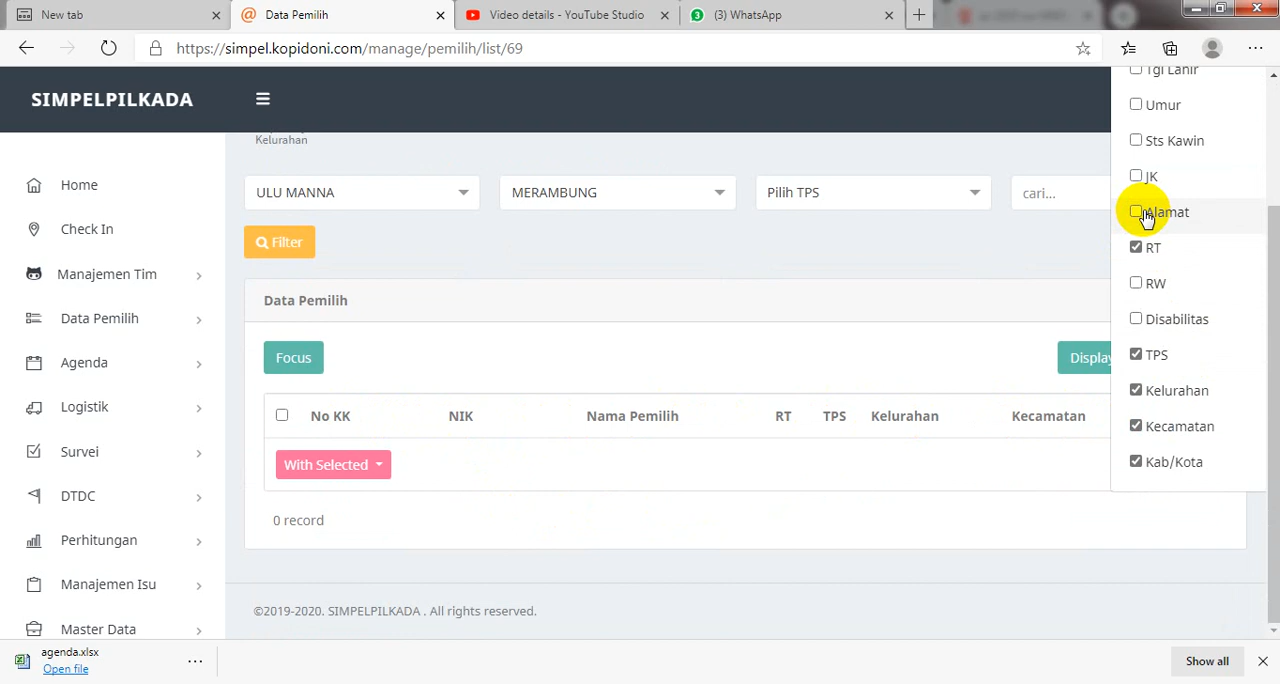 New tab
Data Pemilih
Video details - YouTube Studio
(3) WhatsApp
https://simpel.kopidoni.com/manage/pemilih/list/69
SIMPELPILKADA
Kelurahan
ULU MANNA
MERAMBUNG
Pilih TPS
cari...
Filter
Home
Check In
Manajemen Tim
Data Pemilih
Agenda
Logistik
Survei
DTDC
Perhitungan
Manajemen Isu
Master Data
Data Pemilih
Focus
Display
No KK
NIK
Nama Pemilih
RT
TPS
Kelurahan
Kecamatan
With Selected
0 record
Tgl Lahir
Umur
Sts Kawin
JK
Alamat
RT
RW
Disabilitas
TPS
Kelurahan
Kecamatan
Kab/Kota
©2019-2020. SIMPELPILKADA . All rights reserved.
agenda.xlsx
Open file
Show all